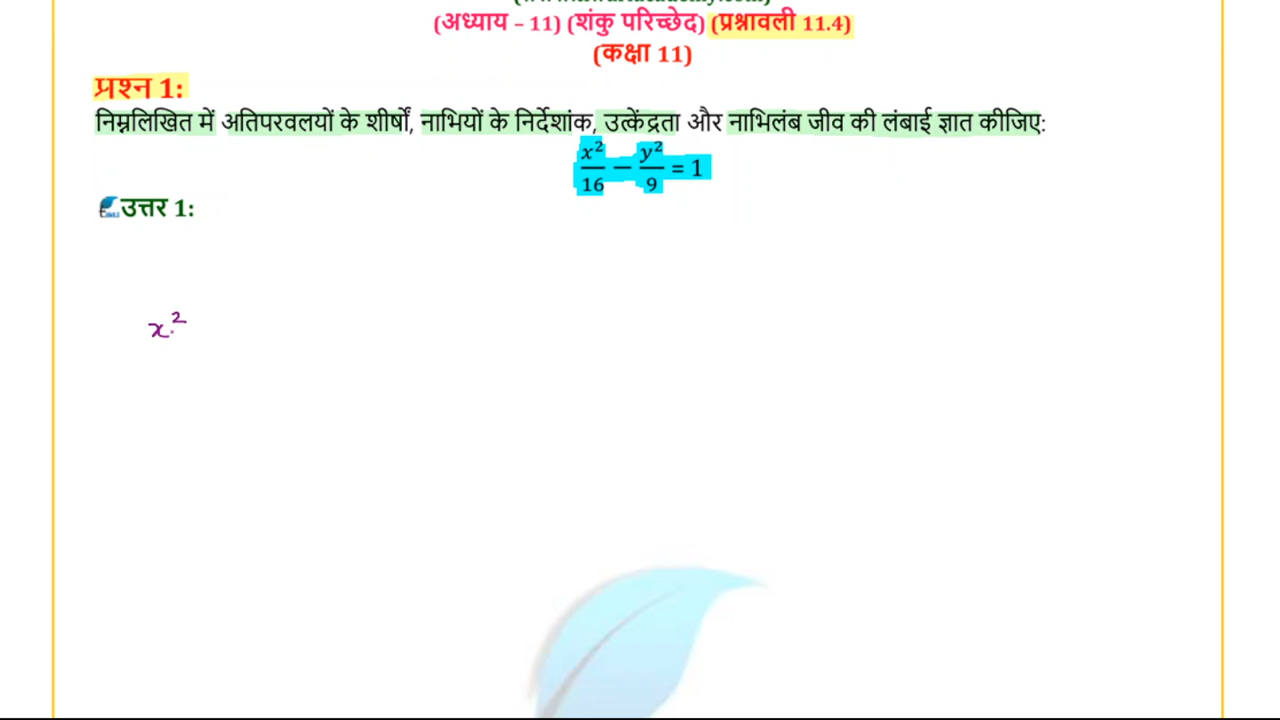 (अध्याय – 11) (शंकु परिच्छेद) (प्रश्नावली 11.4)
(कक्षा 11)
प्रश्न 1:
निम्नलिखित में अतिपरवलयों के शीर्षों, नाभियों के निर्देशांक, उत्केंद्रता और नाभिलंब जीव की लंबाई ज्ञात कीजिए:
x²/16 − y²/9 = 1
उत्तर 1:
x²